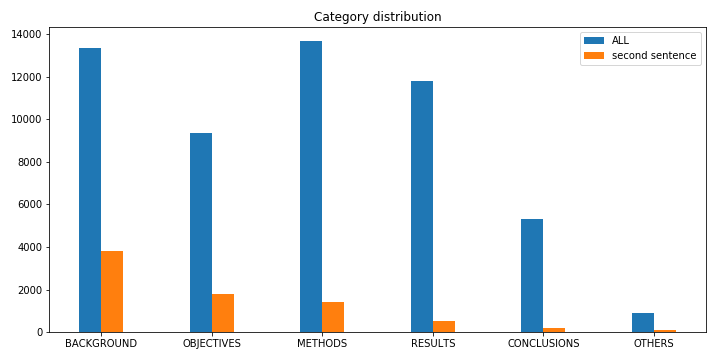 Category distribution
ALL
second sentence
14000
12000
10000
8000
6000
4000
2000
0
BACKGROUND OBJECTIVES METHODS RESULTS CONCLUSIONS OTHERS